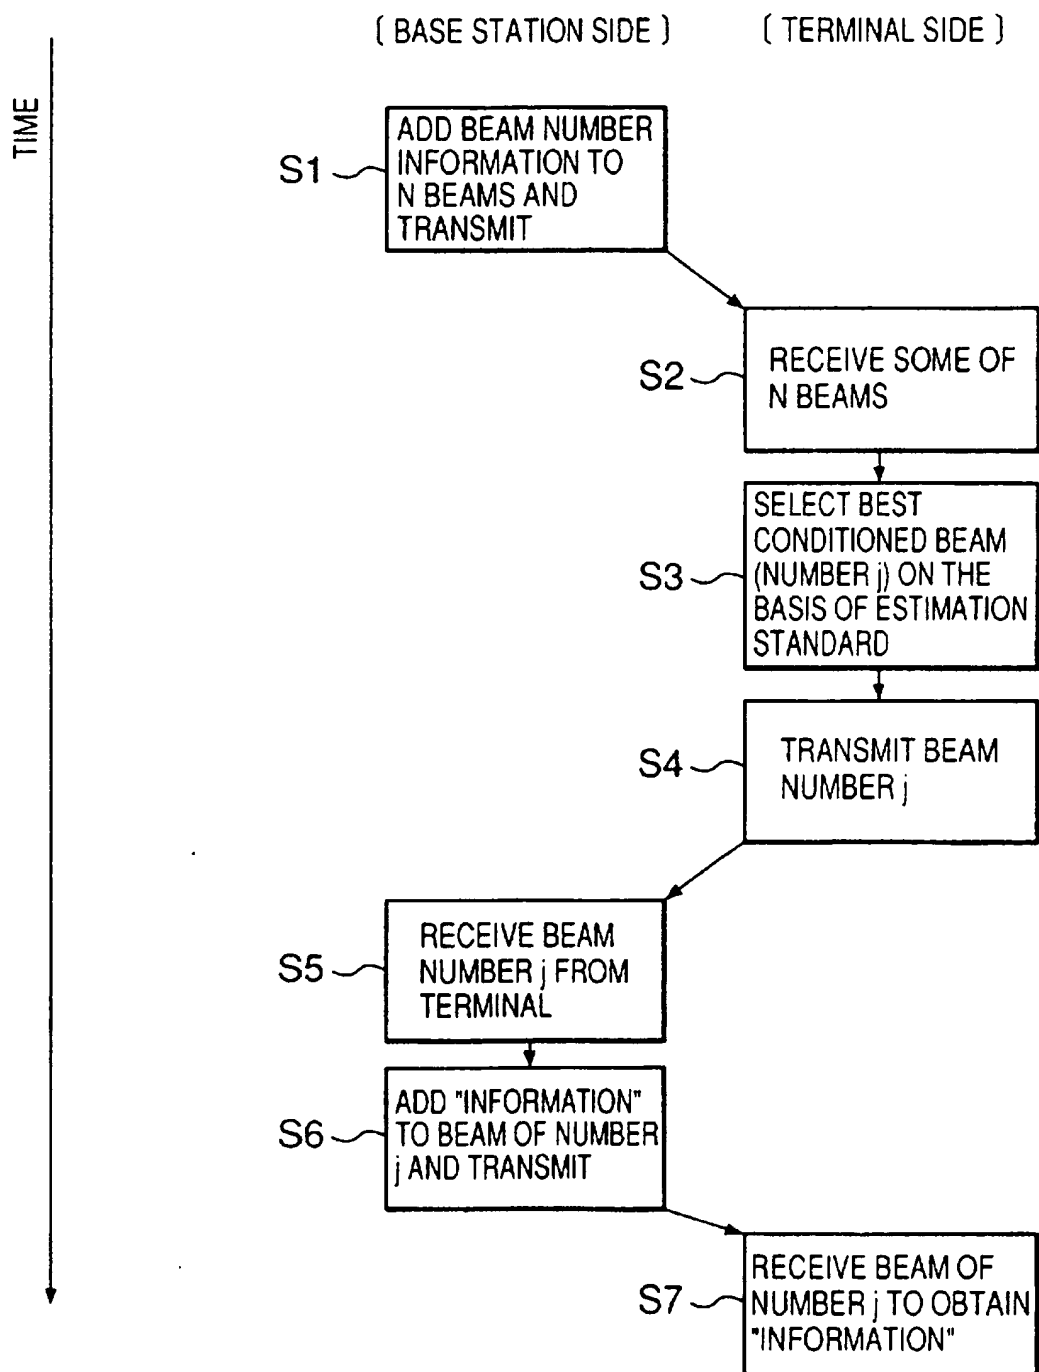 [ BASE STATION SIDE ]
[ TERMINAL SIDE ]
TIME
S1
ADD BEAM NUMBER
INFORMATION TO
N BEAMS AND
TRANSMIT
S2
RECEIVE SOME OF
N BEAMS
S3
SELECT BEST
CONDITIONED BEAM
(NUMBER j) ON THE
BASIS OF ESTIMATION
STANDARD
S4
TRANSMIT BEAM
NUMBER j
S5
RECEIVE BEAM
NUMBER j FROM
TERMINAL
S6
ADD "INFORMATION"
TO BEAM OF NUMBER
j AND TRANSMIT
S7
RECEIVE BEAM OF
NUMBER j TO OBTAIN
"INFORMATION"